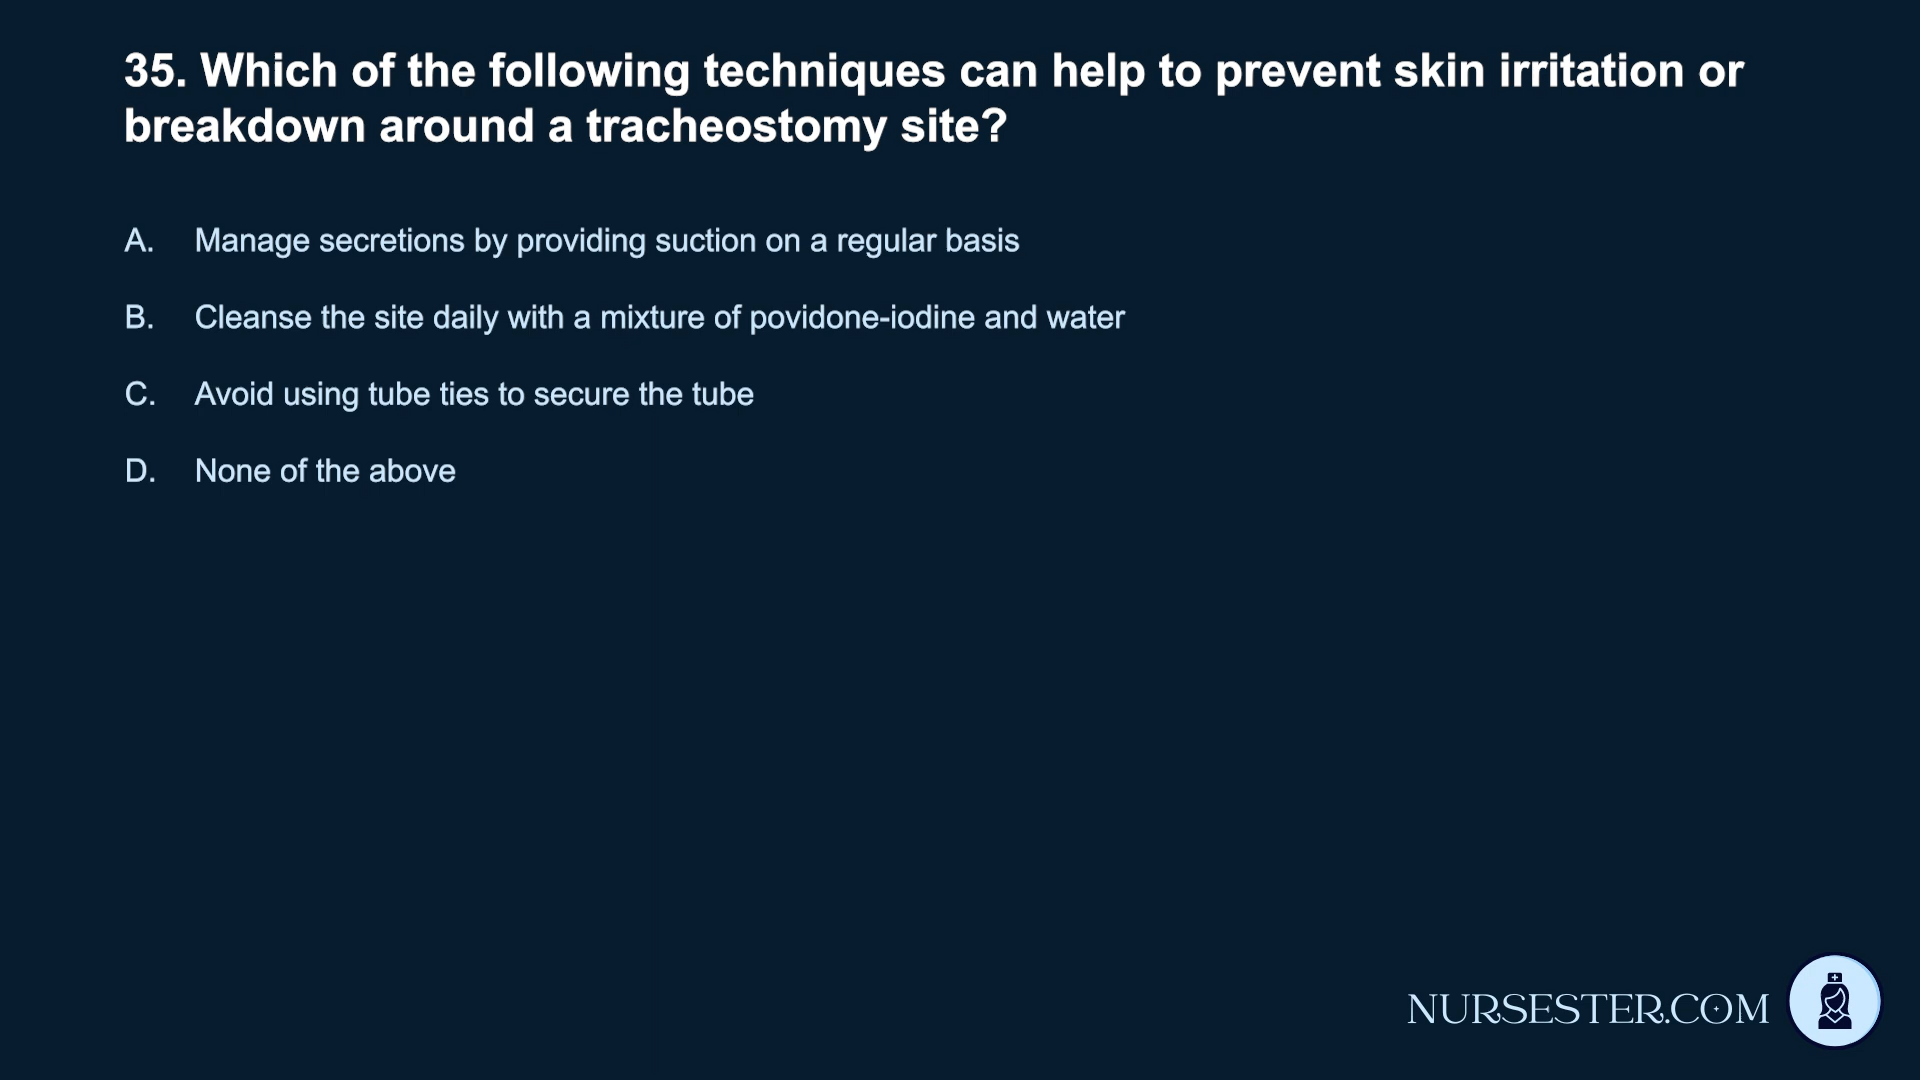 35. Which of the following techniques can help to prevent skin irritation or
breakdown around a tracheostomy site?
A. Manage secretions by providing suction on a regular basis
B. Cleanse the site daily with a mixture of povidone-iodine and water
C. Avoid using tube ties to secure the tube
D. None of the above
NURSESTER.COM